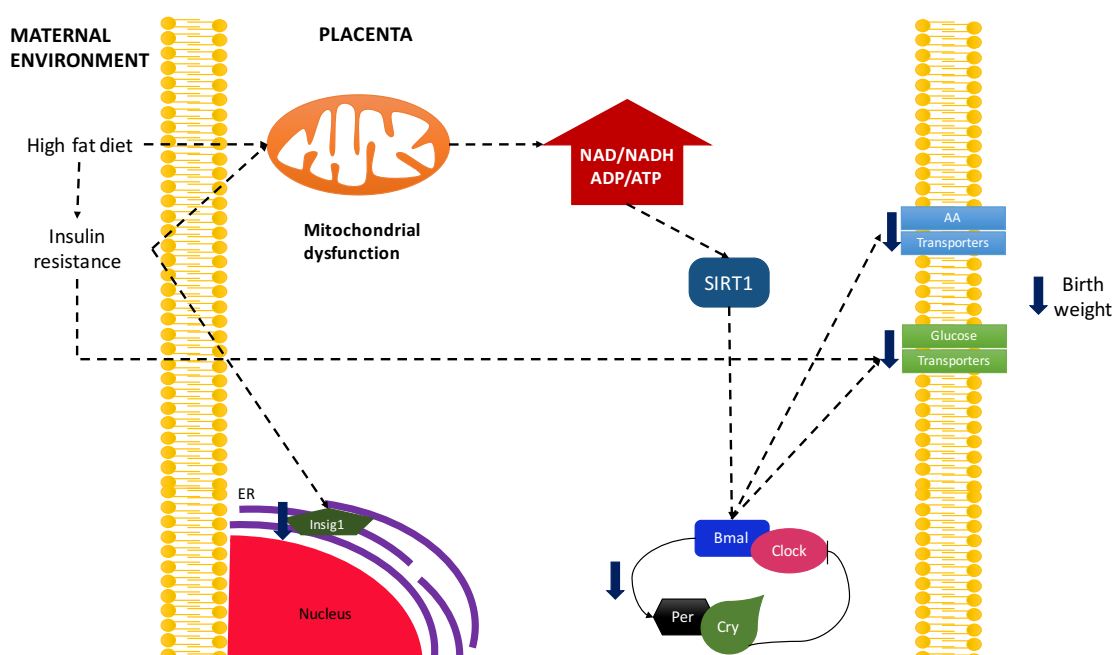 MATERNAL
ENVIRONMENT
PLACENTA
High fat diet
NAD/NADH
ADP/ATP
Insulin
resistance
Mitochondrial
dysfunction
SIRT1
AA
Transporters
Birth
weight
Glucose
Transporters
ER
Insig1
Nucleus
Bmal
Clock
Per
Cry